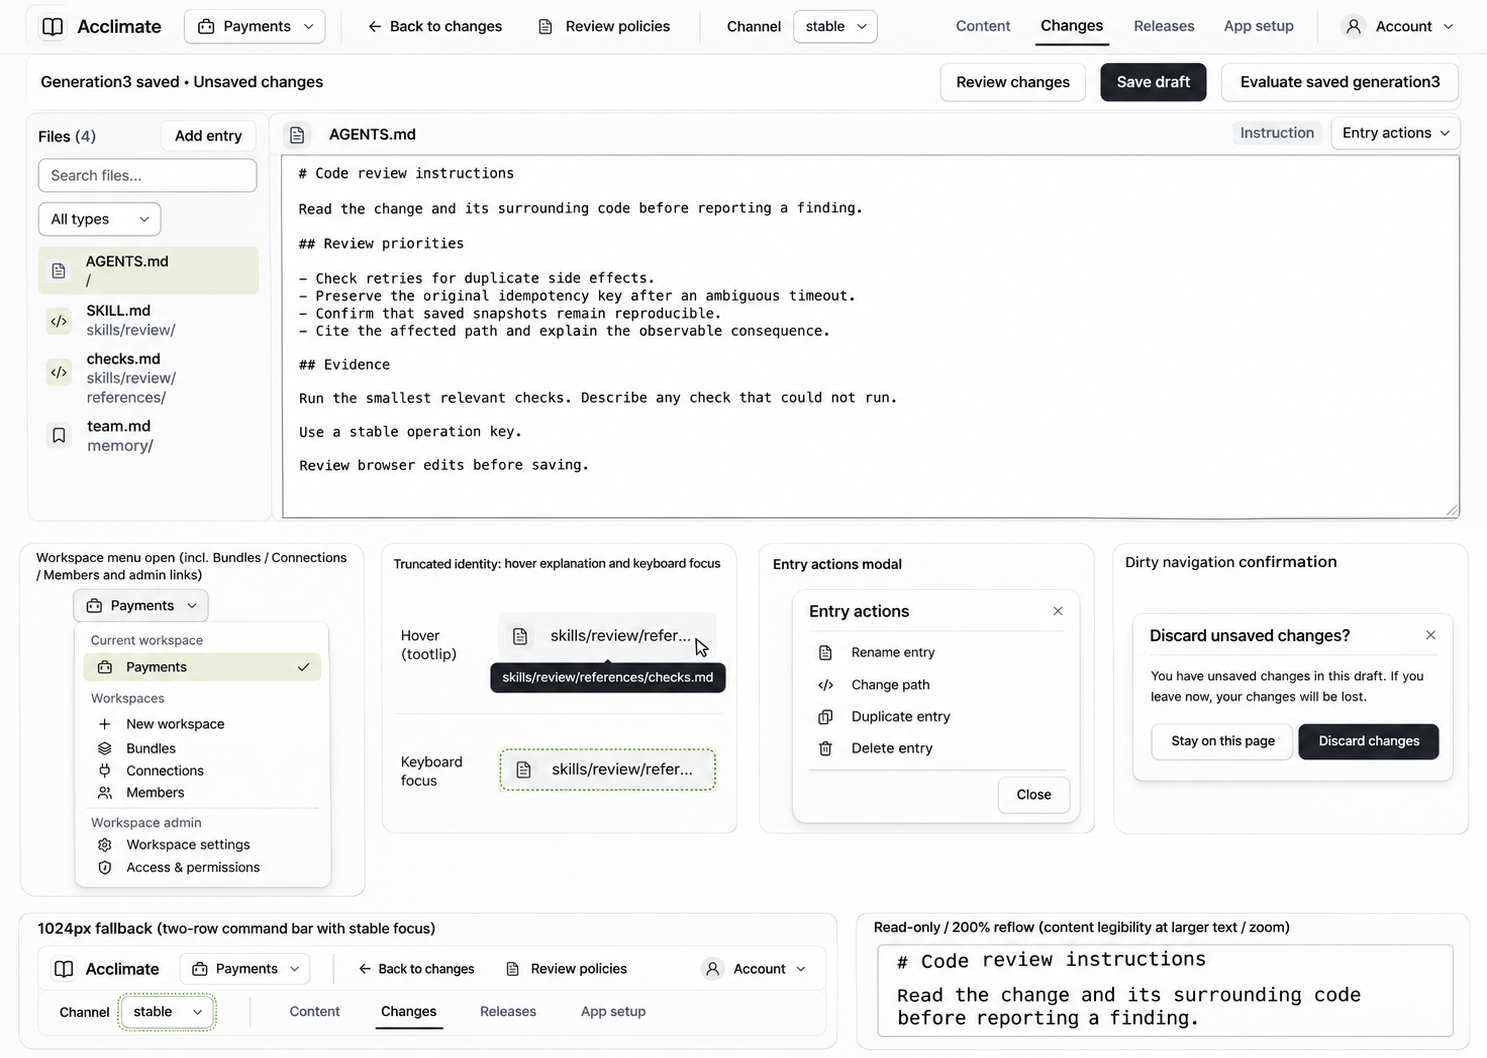 Acclimate
Payments
Back to changes
Review policies
Channel
stable
Content
Changes
Releases
App setup
Account
Generation3 saved • Unsaved changes
Review changes
Save draft
Evaluate saved generation3
Files (4)
Add entry
Search files...
All types
AGENTS.md
/
SKILL.md
skills/review/
checks.md
skills/review/
references/
team.md
memory/
AGENTS.md
Instruction
Entry actions
# Code review instructions
Read the change and its surrounding code before reporting a finding.
## Review priorities
– Check retries for duplicate side effects.
– Preserve the original idempotency key after an ambiguous timeout.
– Confirm that saved snapshots remain reproducible.
– Cite the affected path and explain the observable consequence.
## Evidence
Run the smallest relevant checks. Describe any check that could not run.
Use a stable operation key.
Review browser edits before saving.
Workspace menu open (incl. Bundles / Connections
/ Members and admin links)
Payments
Current workspace
Payments
Workspaces
New workspace
Bundles
Connections
Members
Workspace admin
Workspace settings
Access & permissions
Truncated identity: hover explanation and keyboard focus
Hover
(tootlip)
skills/review/refer...
skills/review/references/checks.md
Keyboard
focus
skills/review/refer...
Entry actions modal
Entry actions
Rename entry
Change path
Duplicate entry
Delete entry
Close
Dirty navigation confirmation
Discard unsaved changes?
You have unsaved changes in this draft. If you
leave now, your changes will be lost.
Stay on this page
Discard changes
1024px fallback (two-row command bar with stable focus)
Acclimate
Payments
Back to changes
Review policies
Account
Channel
stable
Content
Changes
Releases
App setup
Read-only / 200% reflow (content legibility at larger text / zoom)
# Code review instructions
Read the change and its surrounding code
before reporting a finding.